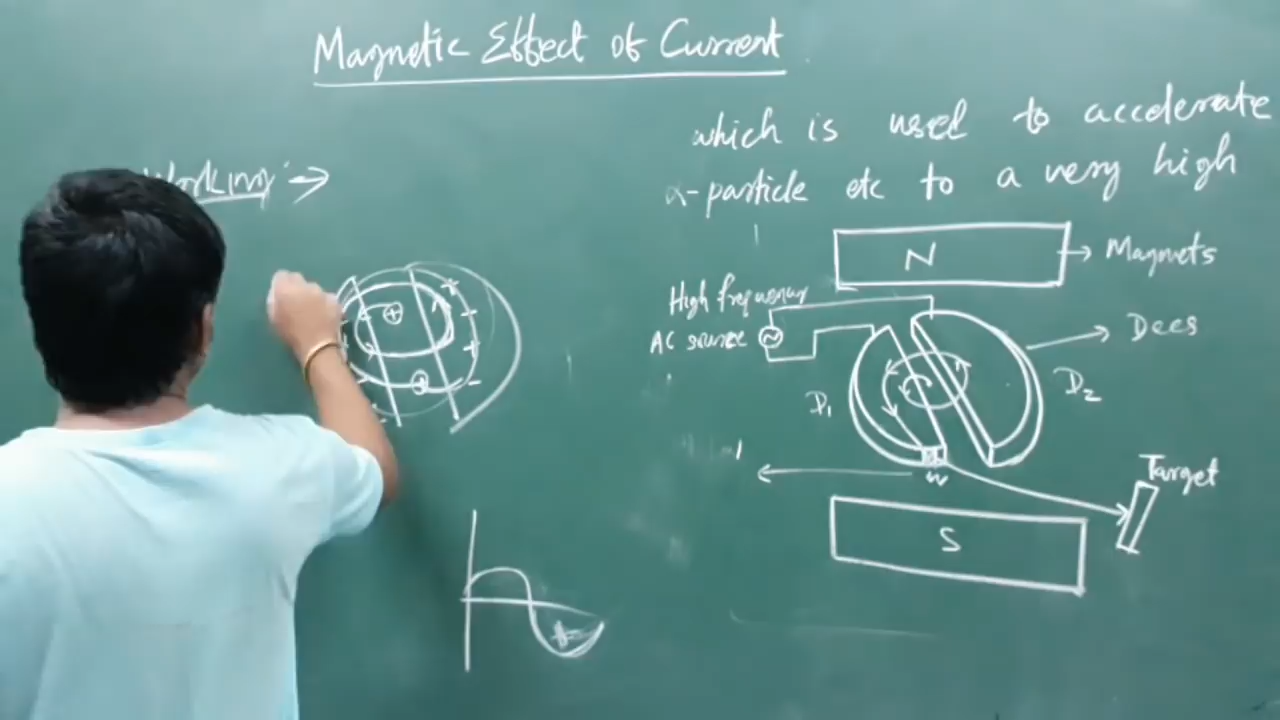 Magnetic Effect of Current
which is used to accelerate
α-particle etc to a very high
Working :→
N
→ Magnets
High frequency
AC source
Dees
D1
D2
W
Target
S